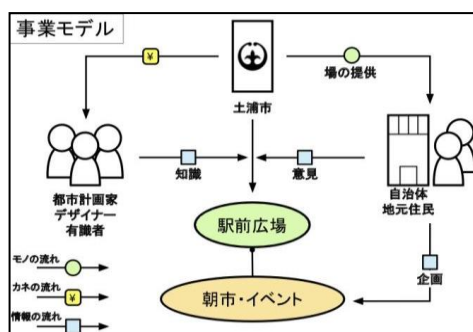 事業モデル
¥
場の提供
土浦市
知識
意見
都市計画家
デザイナー
有識者
自治体
地元住民
駅前広場
モノの流れ
カネの流れ
¥
情報の流れ
企画
朝市・イベント